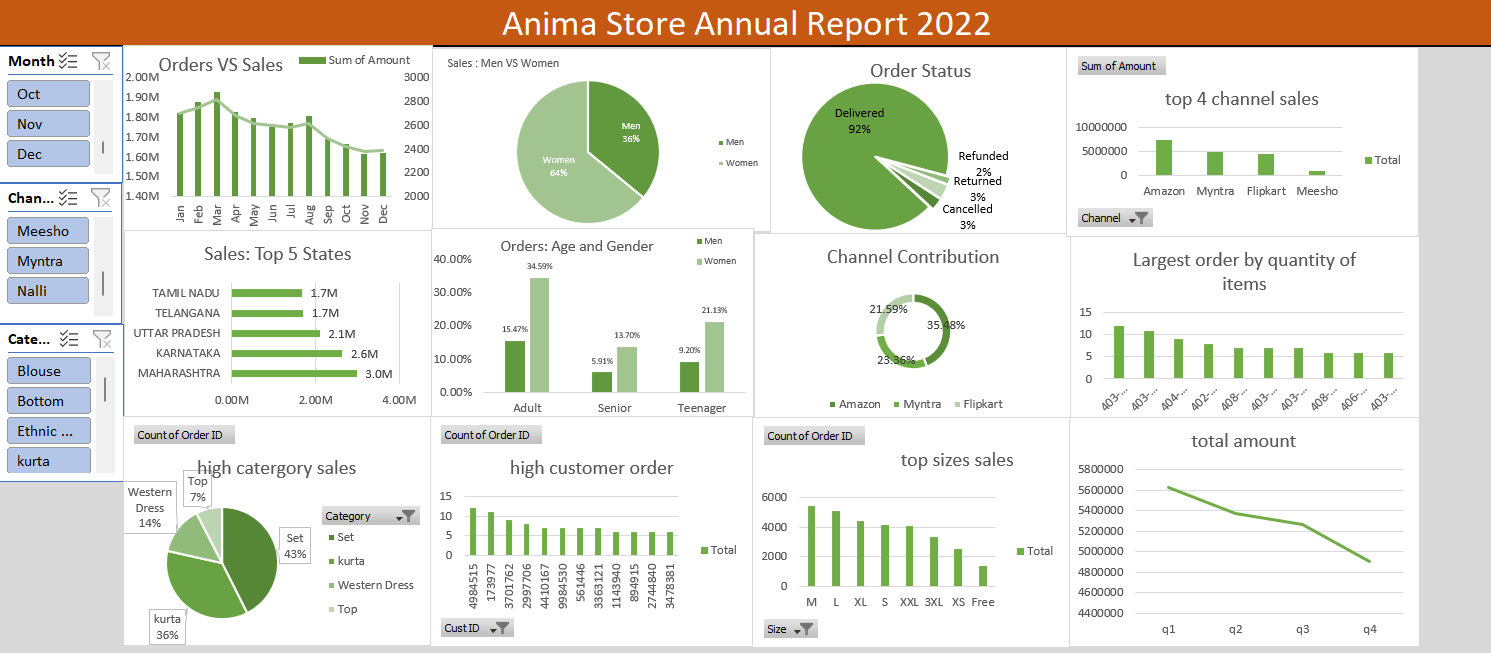 Anima Store Annual Report 2022
Month
Oct
Nov
Dec
Chan...
Meesho
Myntra
Nalli
Cate...
Blouse
Bottom
Ethnic ...
kurta
Orders VS Sales
Sum of Amount
2.00M
1.90M
1.80M
1.70M
1.60M
1.50M
1.40M
3000
2800
2600
2400
2200
2000
Jan Feb Mar Apr May Jun Jul Aug Sep Oct Nov Dec
Sales : Men VS Women
Men
36%
Women
64%
Men
Women
Order Status
Delivered
92%
Refunded
2%
Returned
3%
Cancelled
3%
Sum of Amount
top 4 channel sales
10000000
5000000
0
Amazon Myntra Flipkart Meesho
Total
Channel
Sales: Top 5 States
TAMIL NADU 1.7M
TELANGANA 1.7M
UTTAR PRADESH 2.1M
KARNATAKA 2.6M
MAHARASHTRA 3.0M
0.00M 2.00M 4.00M
Orders: Age and Gender
Men
Women
40.00%
30.00%
20.00%
10.00%
0.00%
15.47% 34.59% 5.91% 13.70% 9.20% 21.13%
Adult Senior Teenager
Channel Contribution
21.59%
35.48%
23.36%
Amazon Myntra Flipkart
Largest order by quantity of
items
15
10
5
0
403-... 403-... 404-... 402-... 408-... 403-... 403-... 408-... 406-... 403-...
Count of Order ID
high catergory sales
Top
7%
Western
Dress
14%
Set
43%
kurta
36%
Category
Set
kurta
Western Dress
Top
Count of Order ID
high customer order
15
10
5
0
4984515 173977 3701762 2997706 4410167 9984530 561446 3363121 1143940 894915 2744840 3478381
Total
Cust ID
Count of Order ID
top sizes sales
6000
4000
2000
0
M L XL S XXL 3XL XS Free
Total
Size
total amount
5800000
5600000
5400000
5200000
5000000
4800000
4600000
4400000
q1 q2 q3 q4